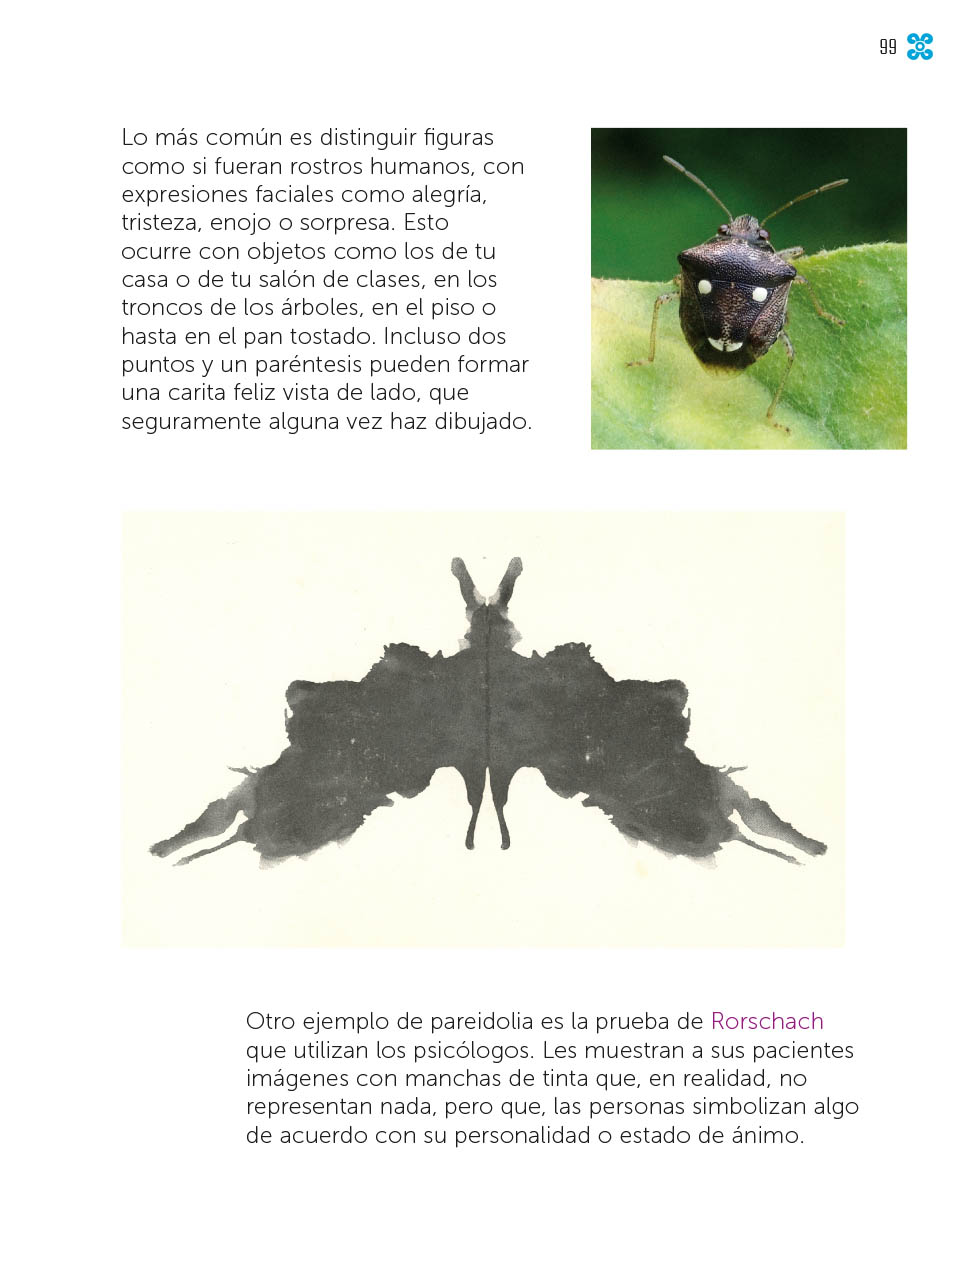 99
Lo más común es distinguir figuras
como si fueran rostros humanos, con
expresiones faciales como alegría,
tristeza, enojo o sorpresa. Esto
ocurre con objetos como los de tu
casa o de tu salón de clases, en los
troncos de los árboles, en el piso o
hasta en el pan tostado. Incluso dos
puntos y un paréntesis pueden formar
una carita feliz vista de lado, que
seguramente alguna vez haz dibujado.
Otro ejemplo de pareidolia es la prueba de Rorschach
que utilizan los psicólogos. Les muestran a sus pacientes
imágenes con manchas de tinta que, en realidad, no
representan nada, pero que, las personas simbolizan algo
de acuerdo con su personalidad o estado de ánimo.